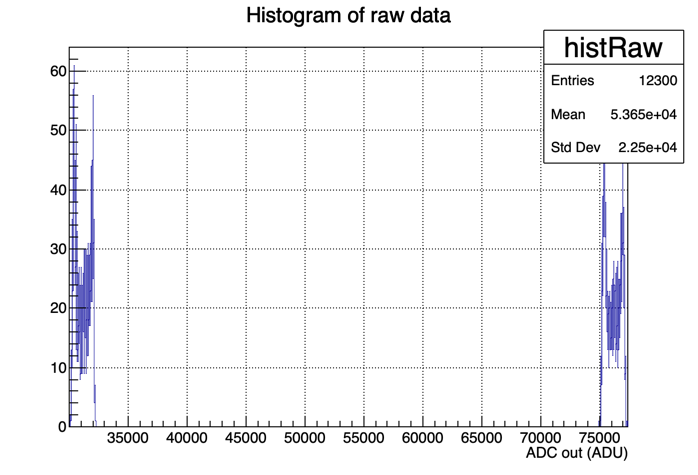 Histogram of raw data
histRaw
Entries 12300
Mean 5.365e+04
Std Dev 2.25e+04
60
50
40
30
20
10
0
35000 40000 45000 50000 55000 60000 65000 70000 75000
ADC out (ADU)